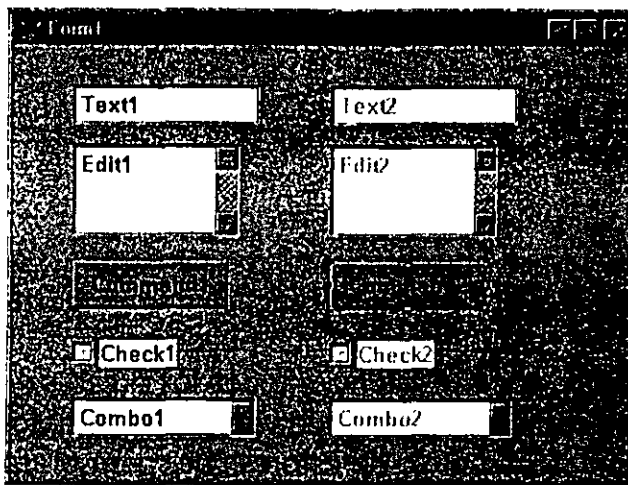 Form1
Text1 Text2
Edit1 Edit2
Check1 Check2
Combo1 Combo2